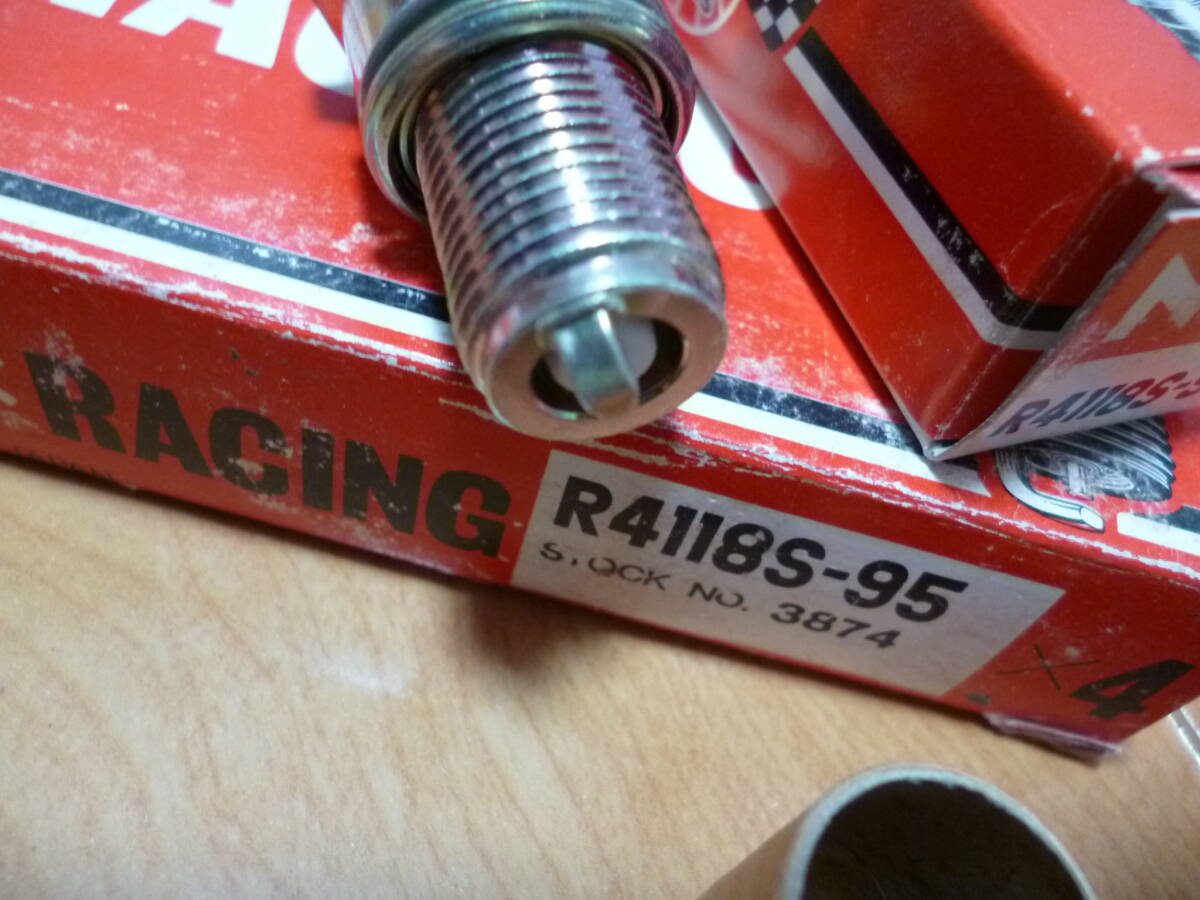 RACING
R4118S-95
STOCK NO. 3874
×4
R4118S-